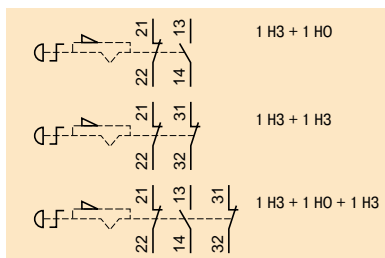 21 13
1 НЗ + 1 НО
22 14
21 31
1 НЗ + 1 НЗ
22 32
21 13 31
1 НЗ + 1 НО + 1 НЗ
22 14 32